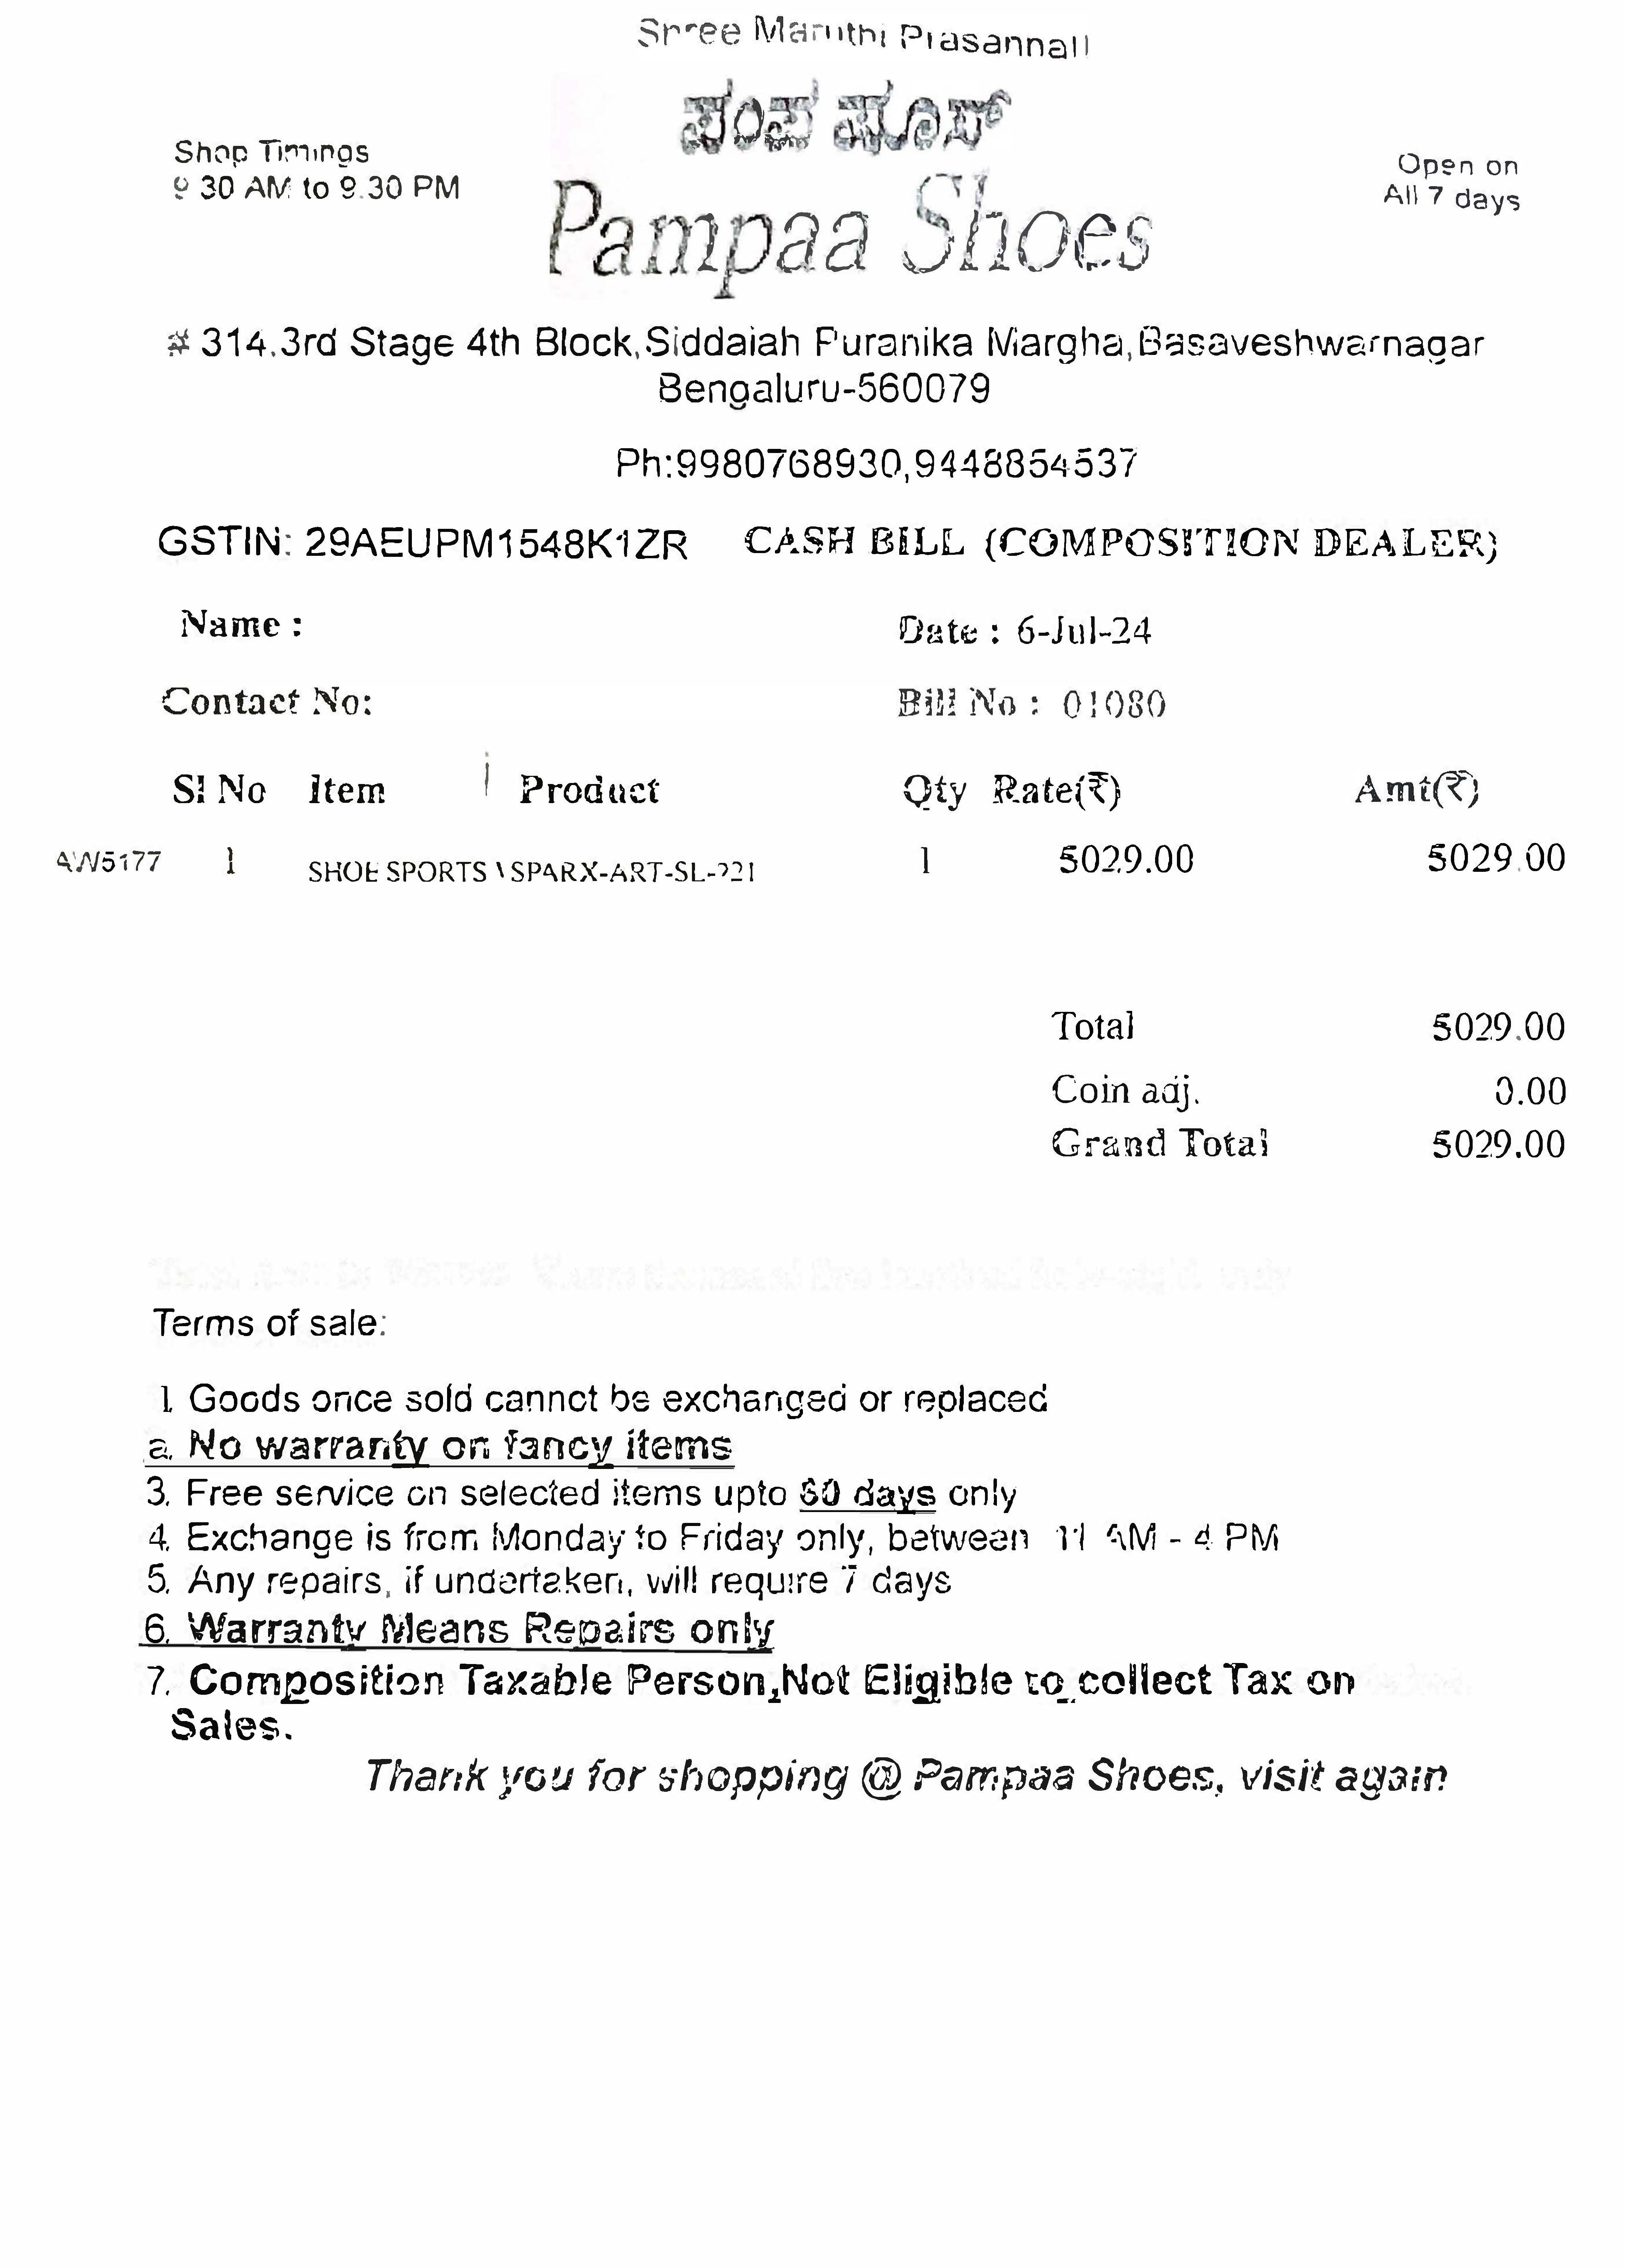 Shree Maruthi Prasannall
ಪಂಪ ಷೂಸ್
Shop Timings
9 30 AM to 9.30 PM
Open on
All 7 days
Pampaa Shoes
# 314,3rd Stage 4th Block,Siddaiah Puranika Margha,Basaveshwarnagar
Bengaluru-560079
Ph:9980768930,9448854537
GSTIN: 29AEUPM1548K1ZR CASH BILL (COMPOSITION DEALER)
Name : Date : 6-Jul-24
Contact No: Bill No : 01080
Sl No Item Product Qty Rate(₹) Amt(₹)
AW5177 1 SHOE SPORTS \ SPARX-ART-SL-221 1 5029.00 5029.00
Total 5029.00
Coin adj. 0.00
Grand Total 5029.00
Terms of sale:
1. Goods once sold cannot be exchanged or replaced
a. No warranty on fancy items
3. Free service on selected items upto 60 days only
4. Exchange is from Monday to Friday only, between 11 AM - 4 PM
5. Any repairs, if undertaken, will require 7 days
6. Warranty Means Repairs only
7. Composition Taxable Person,Not Eligible to collect Tax on
Sales.
Thank you for shopping @ Pampaa Shoes, visit again